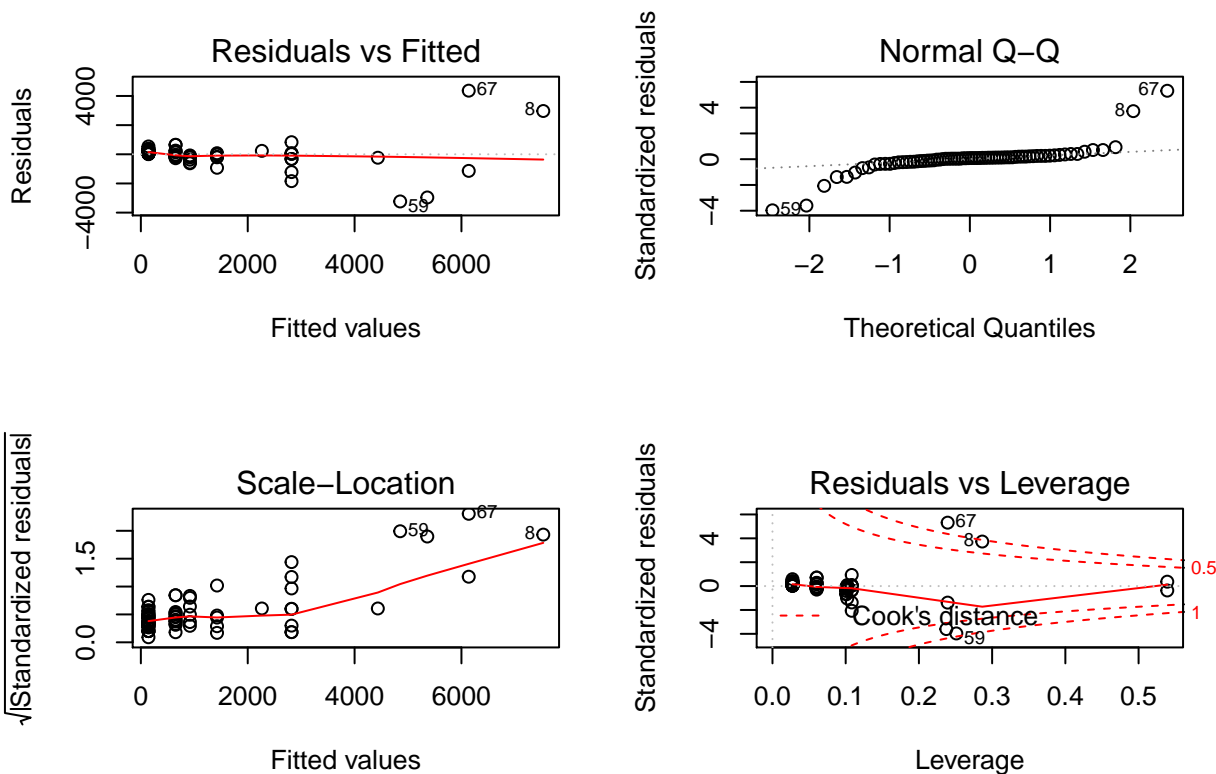 Residuals vs Fitted
Residuals
4000
−4000
67
8
59
0 2000 4000 6000
Fitted values
Normal Q−Q
Standardized residuals
4
0
−4
67
8
59
−2 −1 0 1 2
Theoretical Quantiles
Scale−Location
√|Standardized residuals|
1.5
0.0
67
59
8
0 2000 4000 6000
Fitted values
Residuals vs Leverage
Standardized residuals
4
0
−4
67
8
59
Cook's distance
0.5
1
0.0 0.1 0.2 0.3 0.4 0.5
Leverage